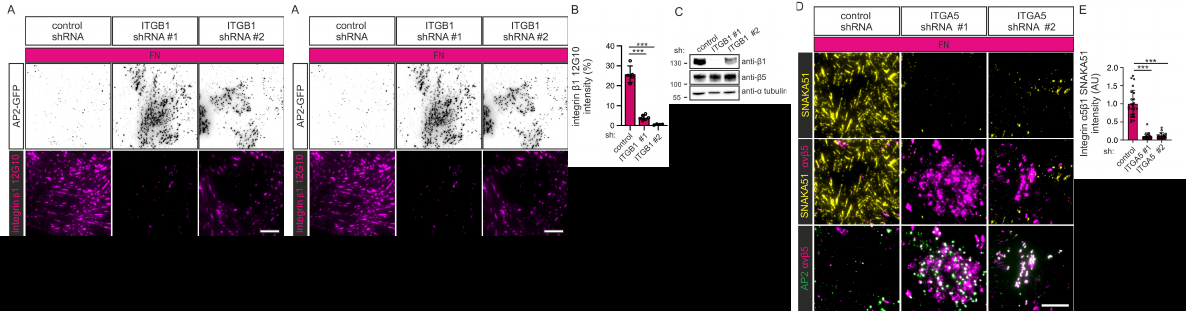 A
control shRNA
ITGB1 shRNA #1
ITGB1 shRNA #2
FN
AP2-GFP
integrin β1 12G10
A
control shRNA
ITGB1 shRNA #1
ITGB1 shRNA #2
FN
AP2-GFP
integrin β1 12G10
B
integrin β1 12G10
intensity (%)
40
30
20
10
0
***
***
sh:
control
ITGB1 #1
ITGB1 #2
C
sh:
control
ITGB1 #1
ITGB1 #2
130
100
100
55
anti-β1
anti-β5
anti-α tubulin
D
control shRNA
ITGA5 shRNA #1
ITGA5 shRNA #2
FN
SNAKA51
SNAKA51 αvβ5
AP2 αvβ5
E
Integrin α5β1 SNAKA51
intensity (AU)
2.0
1.5
1.0
0.5
0.0
***
***
sh:
control
ITGA5 #1
ITGA5 #2